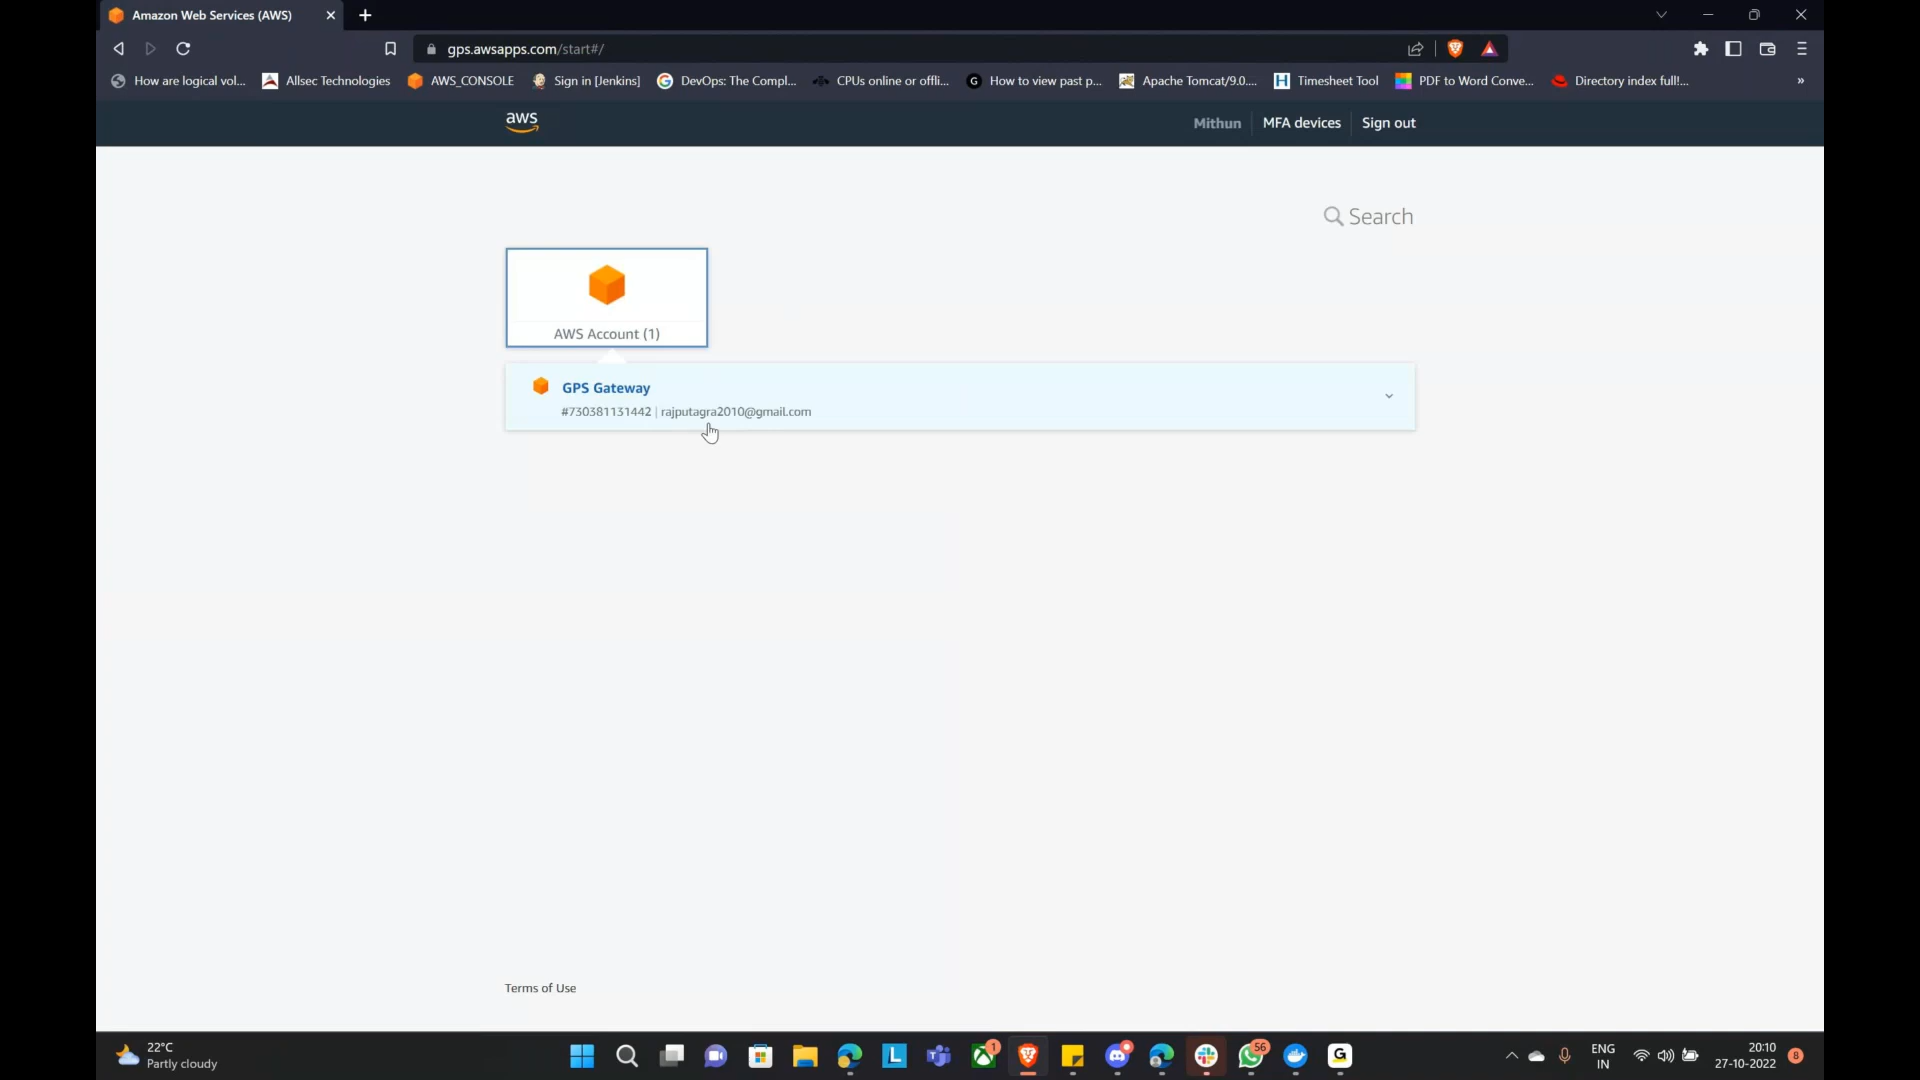 Amazon Web Services (AWS)
gps.awsapps.com/start#/
How are logical vol...
Allsec Technologies
AWS_CONSOLE
Sign in [Jenkins]
DevOps: The Compl...
CPUs online or offli...
G
How to view past p...
Apache Tomcat/9.0....
H
Timesheet Tool
PDF to Word Conve...
Directory index full!...
»
aws
Mithun
MFA devices
Sign out
Search
AWS Account (1)
GPS Gateway
#730381131442 | rajputagra2010@gmail.com
Terms of Use
22°C
Partly cloudy
L
1
56
G
ENG
IN
20:10
27-10-2022
8